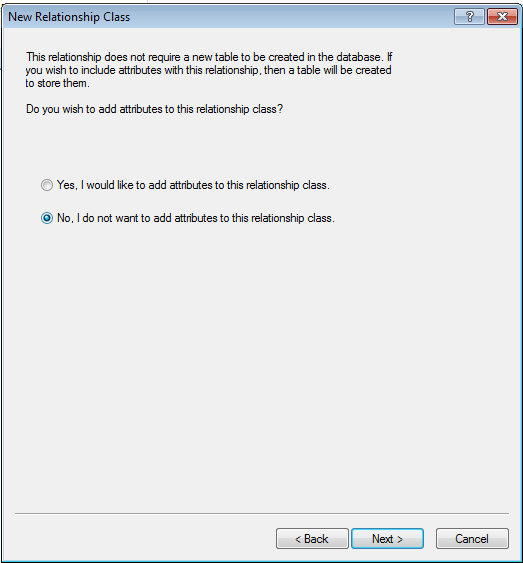 New Relationship Class
?
This relationship does not require a new table to be created in the database. If
you wish to include attributes with this relationship, then a table will be created
to store them.
Do you wish to add attributes to this relationship class?
Yes, I would like to add attributes to this relationship class.
No, I do not want to add attributes to this relationship class.
< Back Next > Cancel